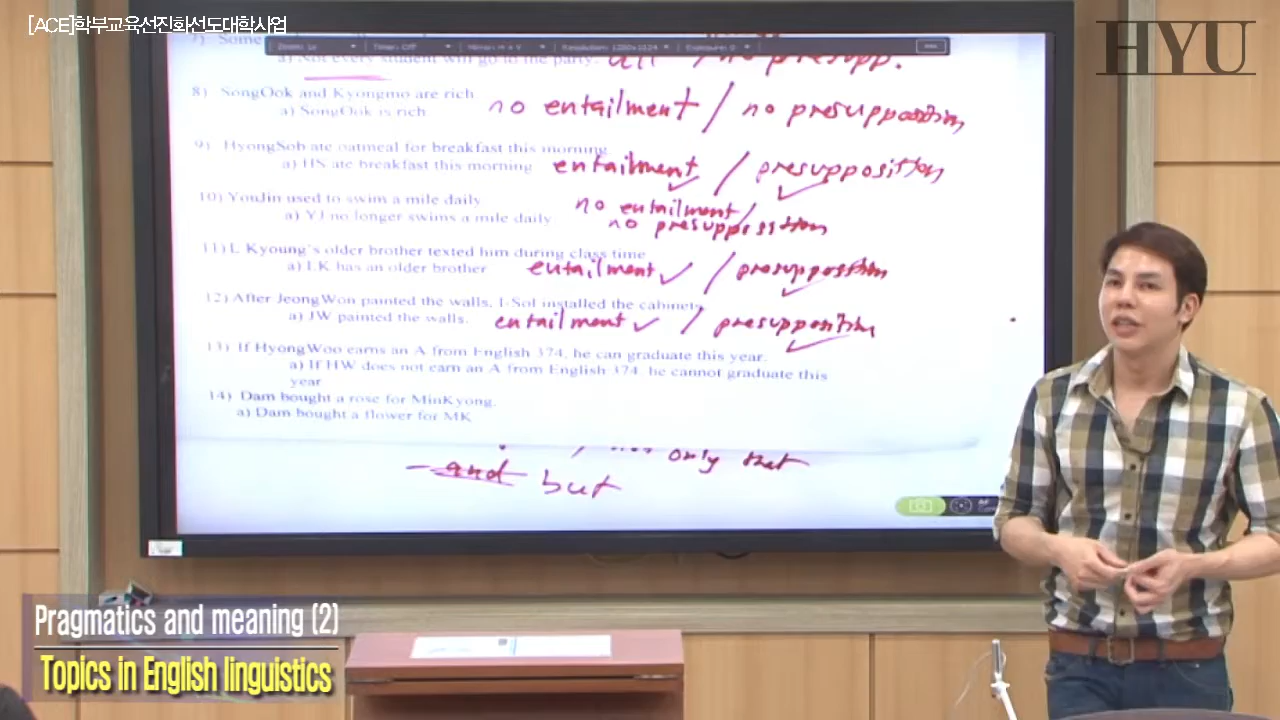 [ACE]학부교육선진화선도대학사업
HYU
7) Some
a) Not every student will go to the party. all / no presupp.
8) SongOok and Kyongmo are rich
a) SongOok is rich
no entailment / no presupposition
9) HyongSob ate oatmeal for breakfast this morning
a) HS ate breakfast this morning
entailment / presupposition
10) YouJin used to swim a mile daily
a) YJ no longer swims a mile daily
no entailment /
no presupposition
11) L Kyoung's older brother texted him during class time
a) LK has an older brother
entailment ✓ / presupposition
12) After JeongWon painted the walls, I-Sol installed the cabinets
a) JW painted the walls.
entailment ✓ / presupposition
13) If HyongWoo earns an A from English 374, he can graduate this year.
a) If HW does not earn an A from English 374, he cannot graduate this
year
14) Dam bought a rose for MinKyong.
a) Dam bought a flower for MK
only that
and but
Pragmatics and meaning (2)
Topics in English linguistics